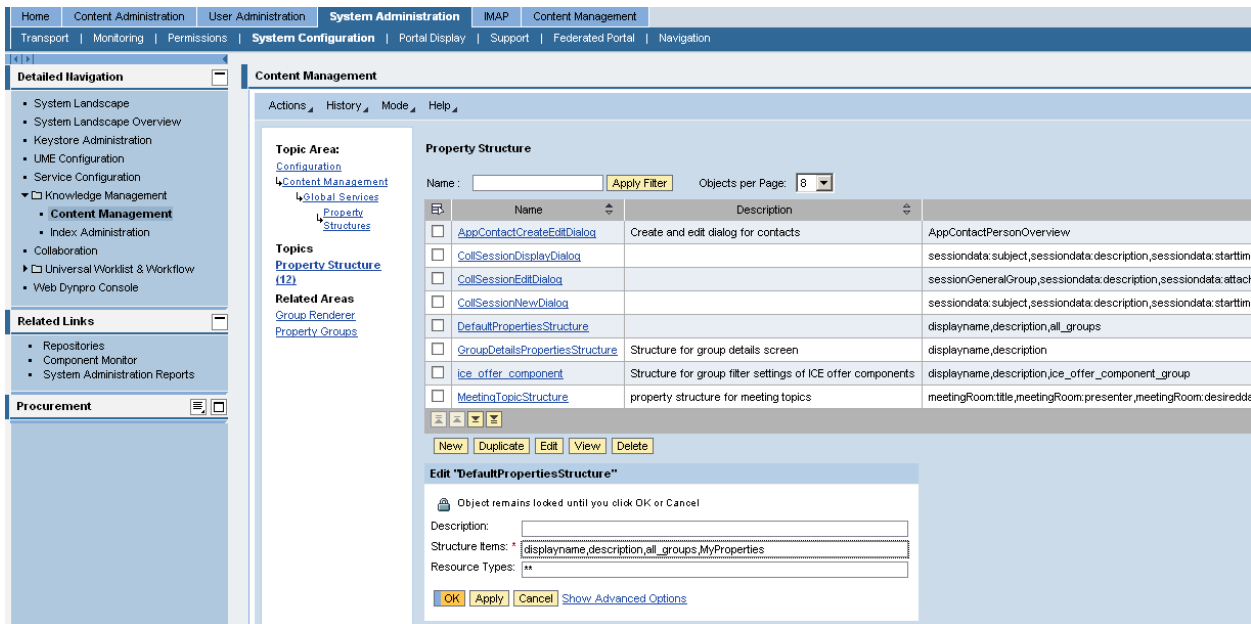 Home Content Administration User Administration System Administration IMAP Content Management
Transport | Monitoring | Permissions | System Configuration | Portal Display | Support | Federated Portal | Navigation
Detailed Navigation
System Landscape
System Landscape Overview
Keystore Administration
UME Configuration
Service Configuration
Knowledge Management
Content Management
Index Administration
Collaboration
Universal Worklist & Workflow
Web Dynpro Console
Related Links
Repositories
Component Monitor
System Administration Reports
Procurement
Content Management
Actions History Mode Help
Topic Area:
Configuration
Content Management
Global Services
Property
Structures
Topics
Property Structure
(12)
Related Areas
Group Renderer
Property Groups
Property Structure
Name : Apply Filter Objects per Page: 8
Name Description
AppContactCreateEditDialog Create and edit dialog for contacts AppContactPersonOverview
CollSessionDisplayDialog sessiondata:subject,sessiondata:description,sessiondata:starttim
CollSessionEditDialog sessionGeneralGroup,sessiondata:description,sessiondata:attach
CollSessionNewDialog sessiondata:subject,sessiondata:description,sessiondata:starttim
DefaultPropertiesStructure displayname,description,all_groups
GroupDetailsPropertiesStructure Structure for group details screen displayname,description
ice_offer_component Structure for group filter settings of ICE offer components displayname,description,ice_offer_component_group
MeetingTopicStructure property structure for meeting topics meetingRoom:title,meetingRoom:presenter,meetingRoom:desiredda
New Duplicate Edit View Delete
Edit "DefaultPropertiesStructure"
Object remains locked until you click OK or Cancel
Description:
Structure Items: * displayname,description,all_groups,MyProperties
Resource Types: **
OK Apply Cancel Show Advanced Options